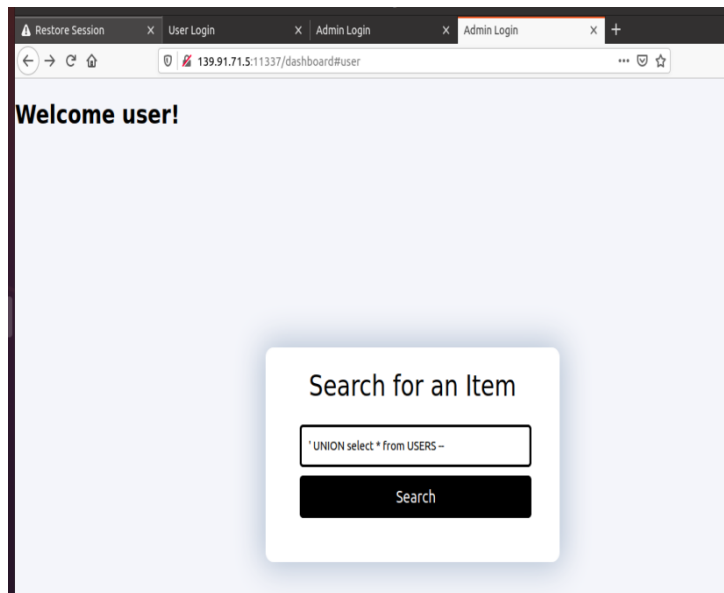 Restore Session
User Login
Admin Login
Admin Login
139.91.71.5:11337/dashboard#user
Welcome user!
Search for an Item
' UNION select * from USERS --
Search